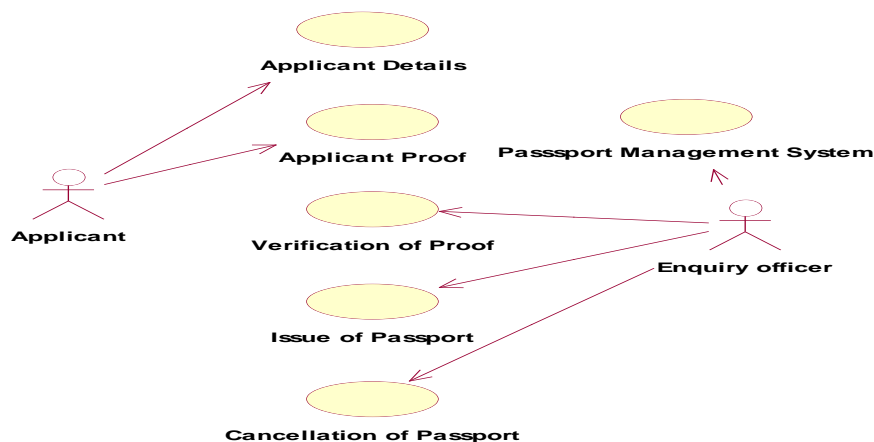 Applicant Details
Applicant Proof
Passsport Management System
Applicant
Verification of Proof
Enquiry officer
Issue of Passport
Cancellation of Passport